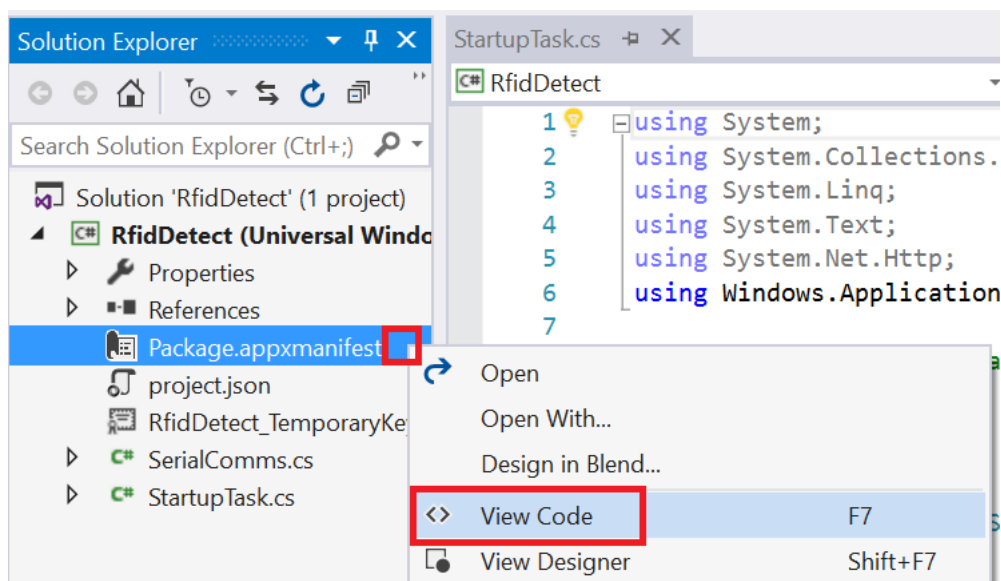 Solution Explorer
Search Solution Explorer (Ctrl+;)
Solution 'RfidDetect' (1 project)
C# RfidDetect (Universal Windo
Properties
References
Package.appxmanifest
project.json
RfidDetect_TemporaryKe
C# SerialComms.cs
C# StartupTask.cs
StartupTask.cs
C# RfidDetect
1 using System;
2 using System.Collections.
3 using System.Linq;
4 using System.Text;
5 using System.Net.Http;
6 using Windows.Application
7
Open
Open With...
Design in Blend...
View Code F7
View Designer Shift+F7